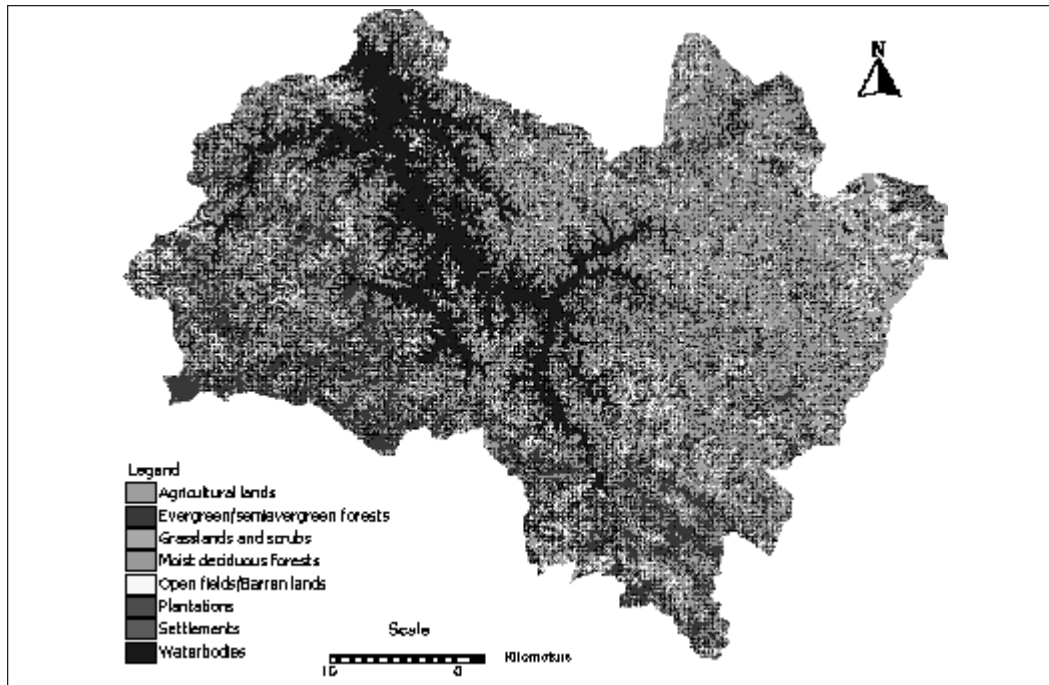 N
Legend
Agricultural lands
Evergreen/semievergreen forests
Grasslands and scrubs
Moist deciduous Forests
Open fields/Barren lands
Plantations
Settlements
Waterbodies
Scale
Kilometers
10 0